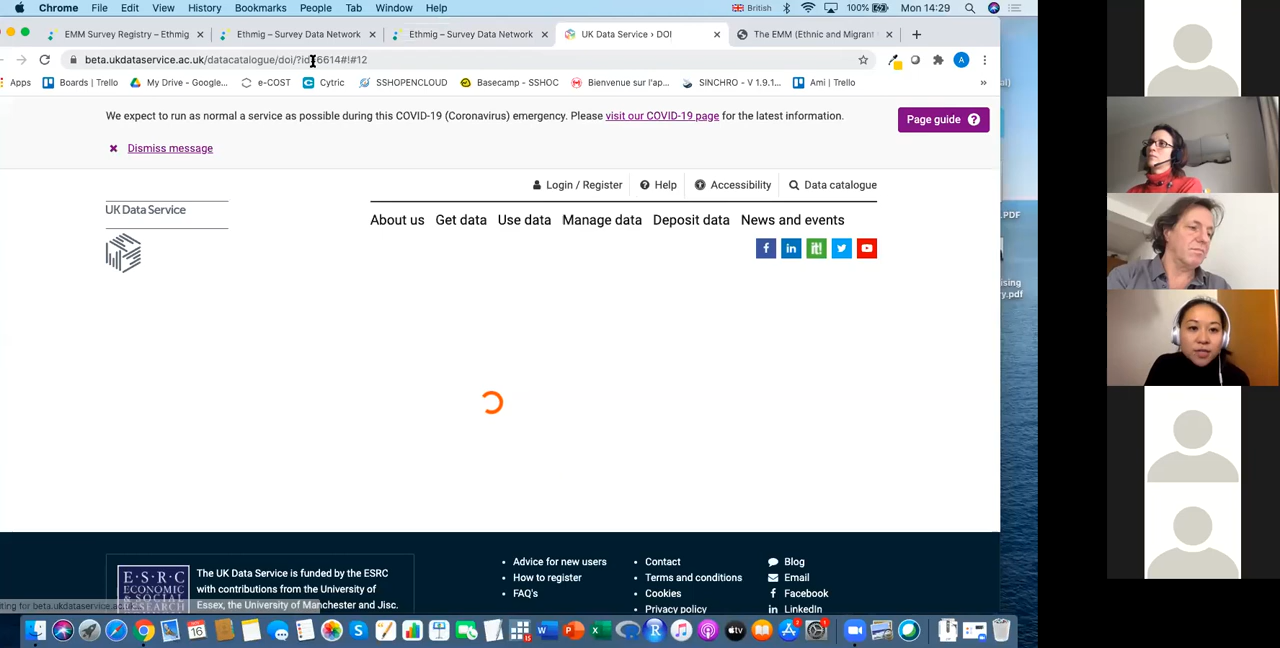 Chrome File Edit View History Bookmarks People Tab Window Help British 100% Mon 14:29
EMM Survey Registry – Ethmig Ethmig – Survey Data Network Ethmig – Survey Data Network UK Data Service › DOI The EMM (Ethnic and Migrant
beta.ukdataservice.ac.uk/datacatalogue/doi/?id=6614#!#12
Apps Boards | Trello My Drive – Google... e-COST Cytric SSHOPENCLOUD Basecamp – SSHOC Bienvenue sur am... SINCHRO - V 1.9.1... Ami | Trello »
We expect to run as normal a service as possible during this COVID-19 (Coronavirus) emergency. Please visit our COVID-19 page for the latest information.
Page guide ?
Dismiss message
Login / Register Help Accessibility Data catalogue
UK Data Service
About us Get data Use data Manage data Deposit data News and events
.PDF
E·S·R·C
ECONOMIC
& SOCIAL
The UK Data Service is funded by the ESRC
with contributions from the University of
Essex, the University of Manchester and Jisc.
Advice for new users
How to register
FAQ's
Contact
Terms and conditions
Cookies
Privacy policy
Blog
Email
Facebook
LinkedIn
iting for beta.ukdataservice.ac.uk...